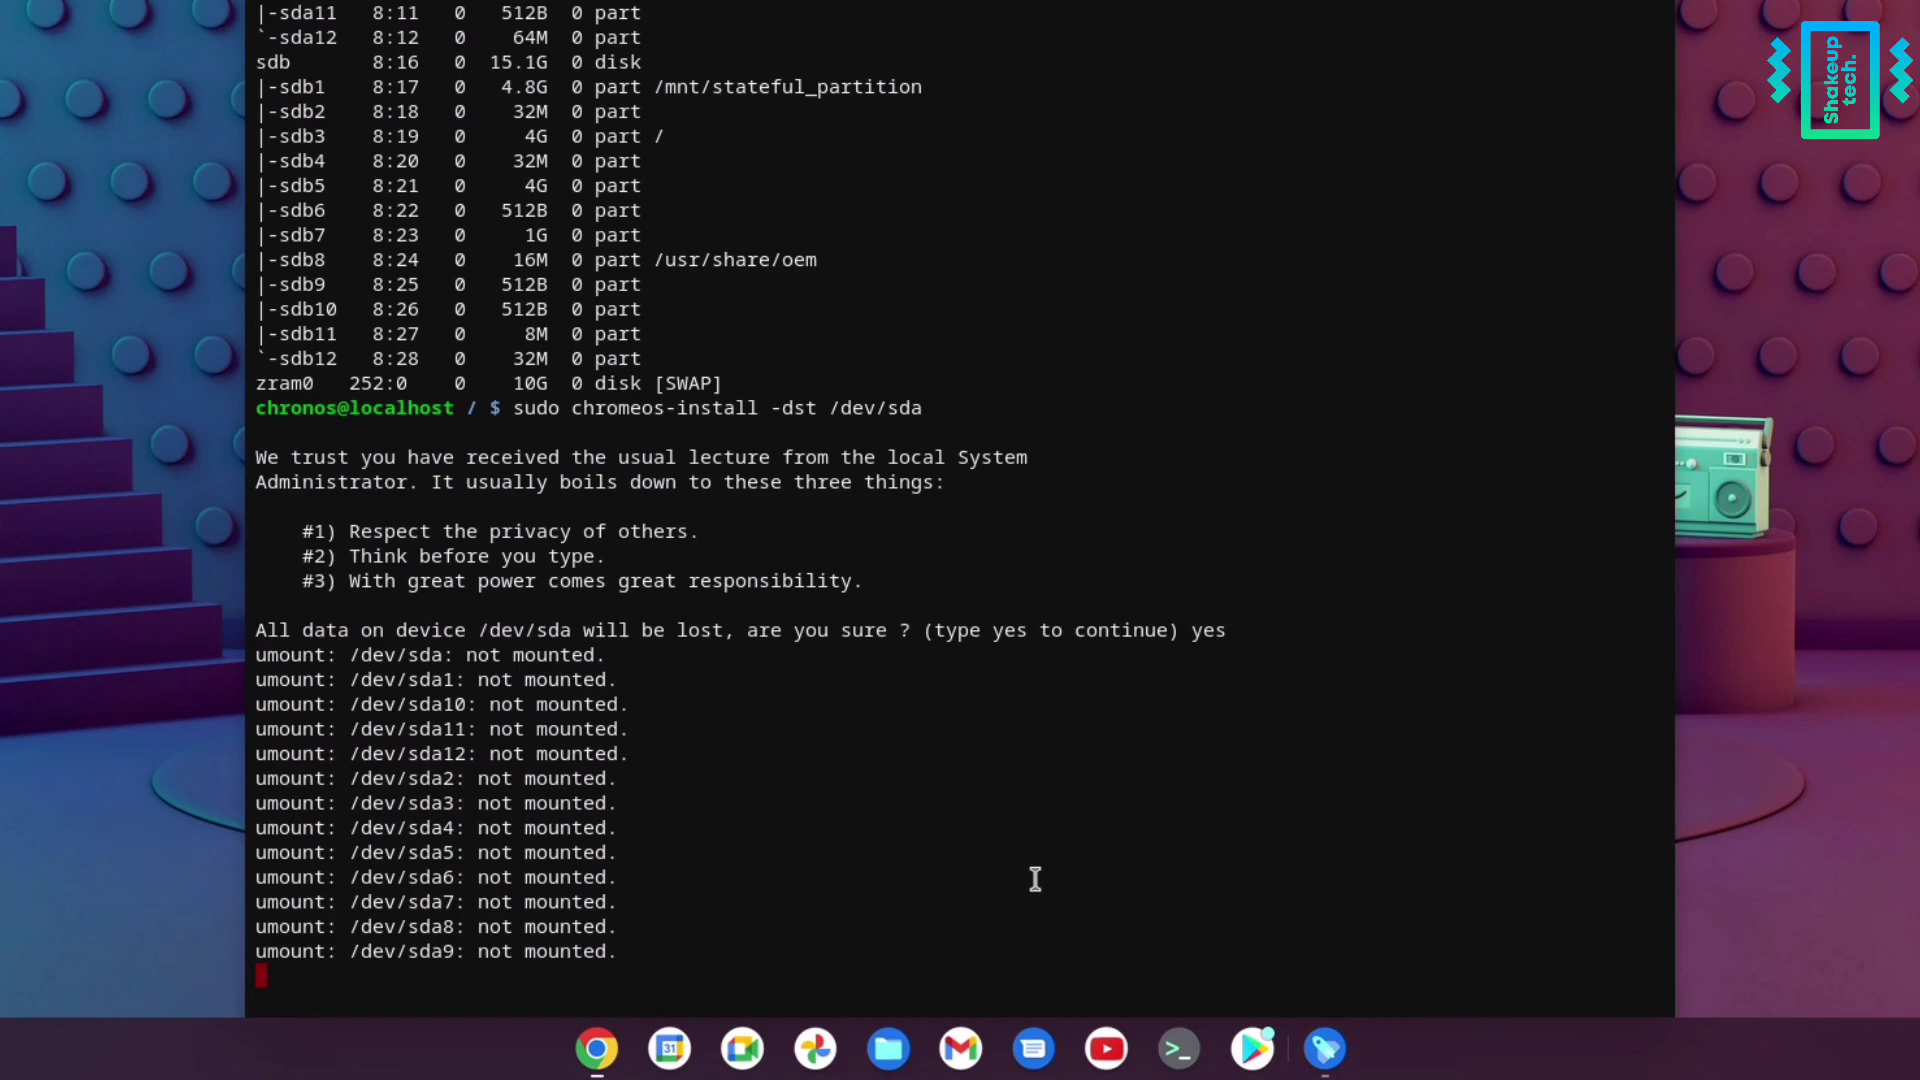 |-sda11   8:11   0   512B  0 part
`-sda12   8:12   0    64M  0 part
sdb       8:16   0  15.1G  0 disk
|-sdb1    8:17   0   4.8G  0 part /mnt/stateful_partition
|-sdb2    8:18   0    32M  0 part
|-sdb3    8:19   0     4G  0 part /
|-sdb4    8:20   0    32M  0 part
|-sdb5    8:21   0     4G  0 part
|-sdb6    8:22   0   512B  0 part
|-sdb7    8:23   0     1G  0 part
|-sdb8    8:24   0    16M  0 part /usr/share/oem
|-sdb9    8:25   0   512B  0 part
|-sdb10   8:26   0   512B  0 part
|-sdb11   8:27   0     8M  0 part
`-sdb12   8:28   0    32M  0 part
zram0   252:0    0    10G  0 disk [SWAP]
chronos@localhost / $ sudo chromeos-install -dst /dev/sda
We trust you have received the usual lecture from the local System
Administrator. It usually boils down to these three things:
#1) Respect the privacy of others.
#2) Think before you type.
#3) With great power comes great responsibility.
All data on device /dev/sda will be lost, are you sure ? (type yes to continue) yes
umount: /dev/sda: not mounted.
umount: /dev/sda1: not mounted.
umount: /dev/sda10: not mounted.
umount: /dev/sda11: not mounted.
umount: /dev/sda12: not mounted.
umount: /dev/sda2: not mounted.
umount: /dev/sda3: not mounted.
umount: /dev/sda4: not mounted.
umount: /dev/sda5: not mounted.
umount: /dev/sda6: not mounted.
umount: /dev/sda7: not mounted.
umount: /dev/sda8: not mounted.
umount: /dev/sda9: not mounted.
Shakeup
tech.
31
>_